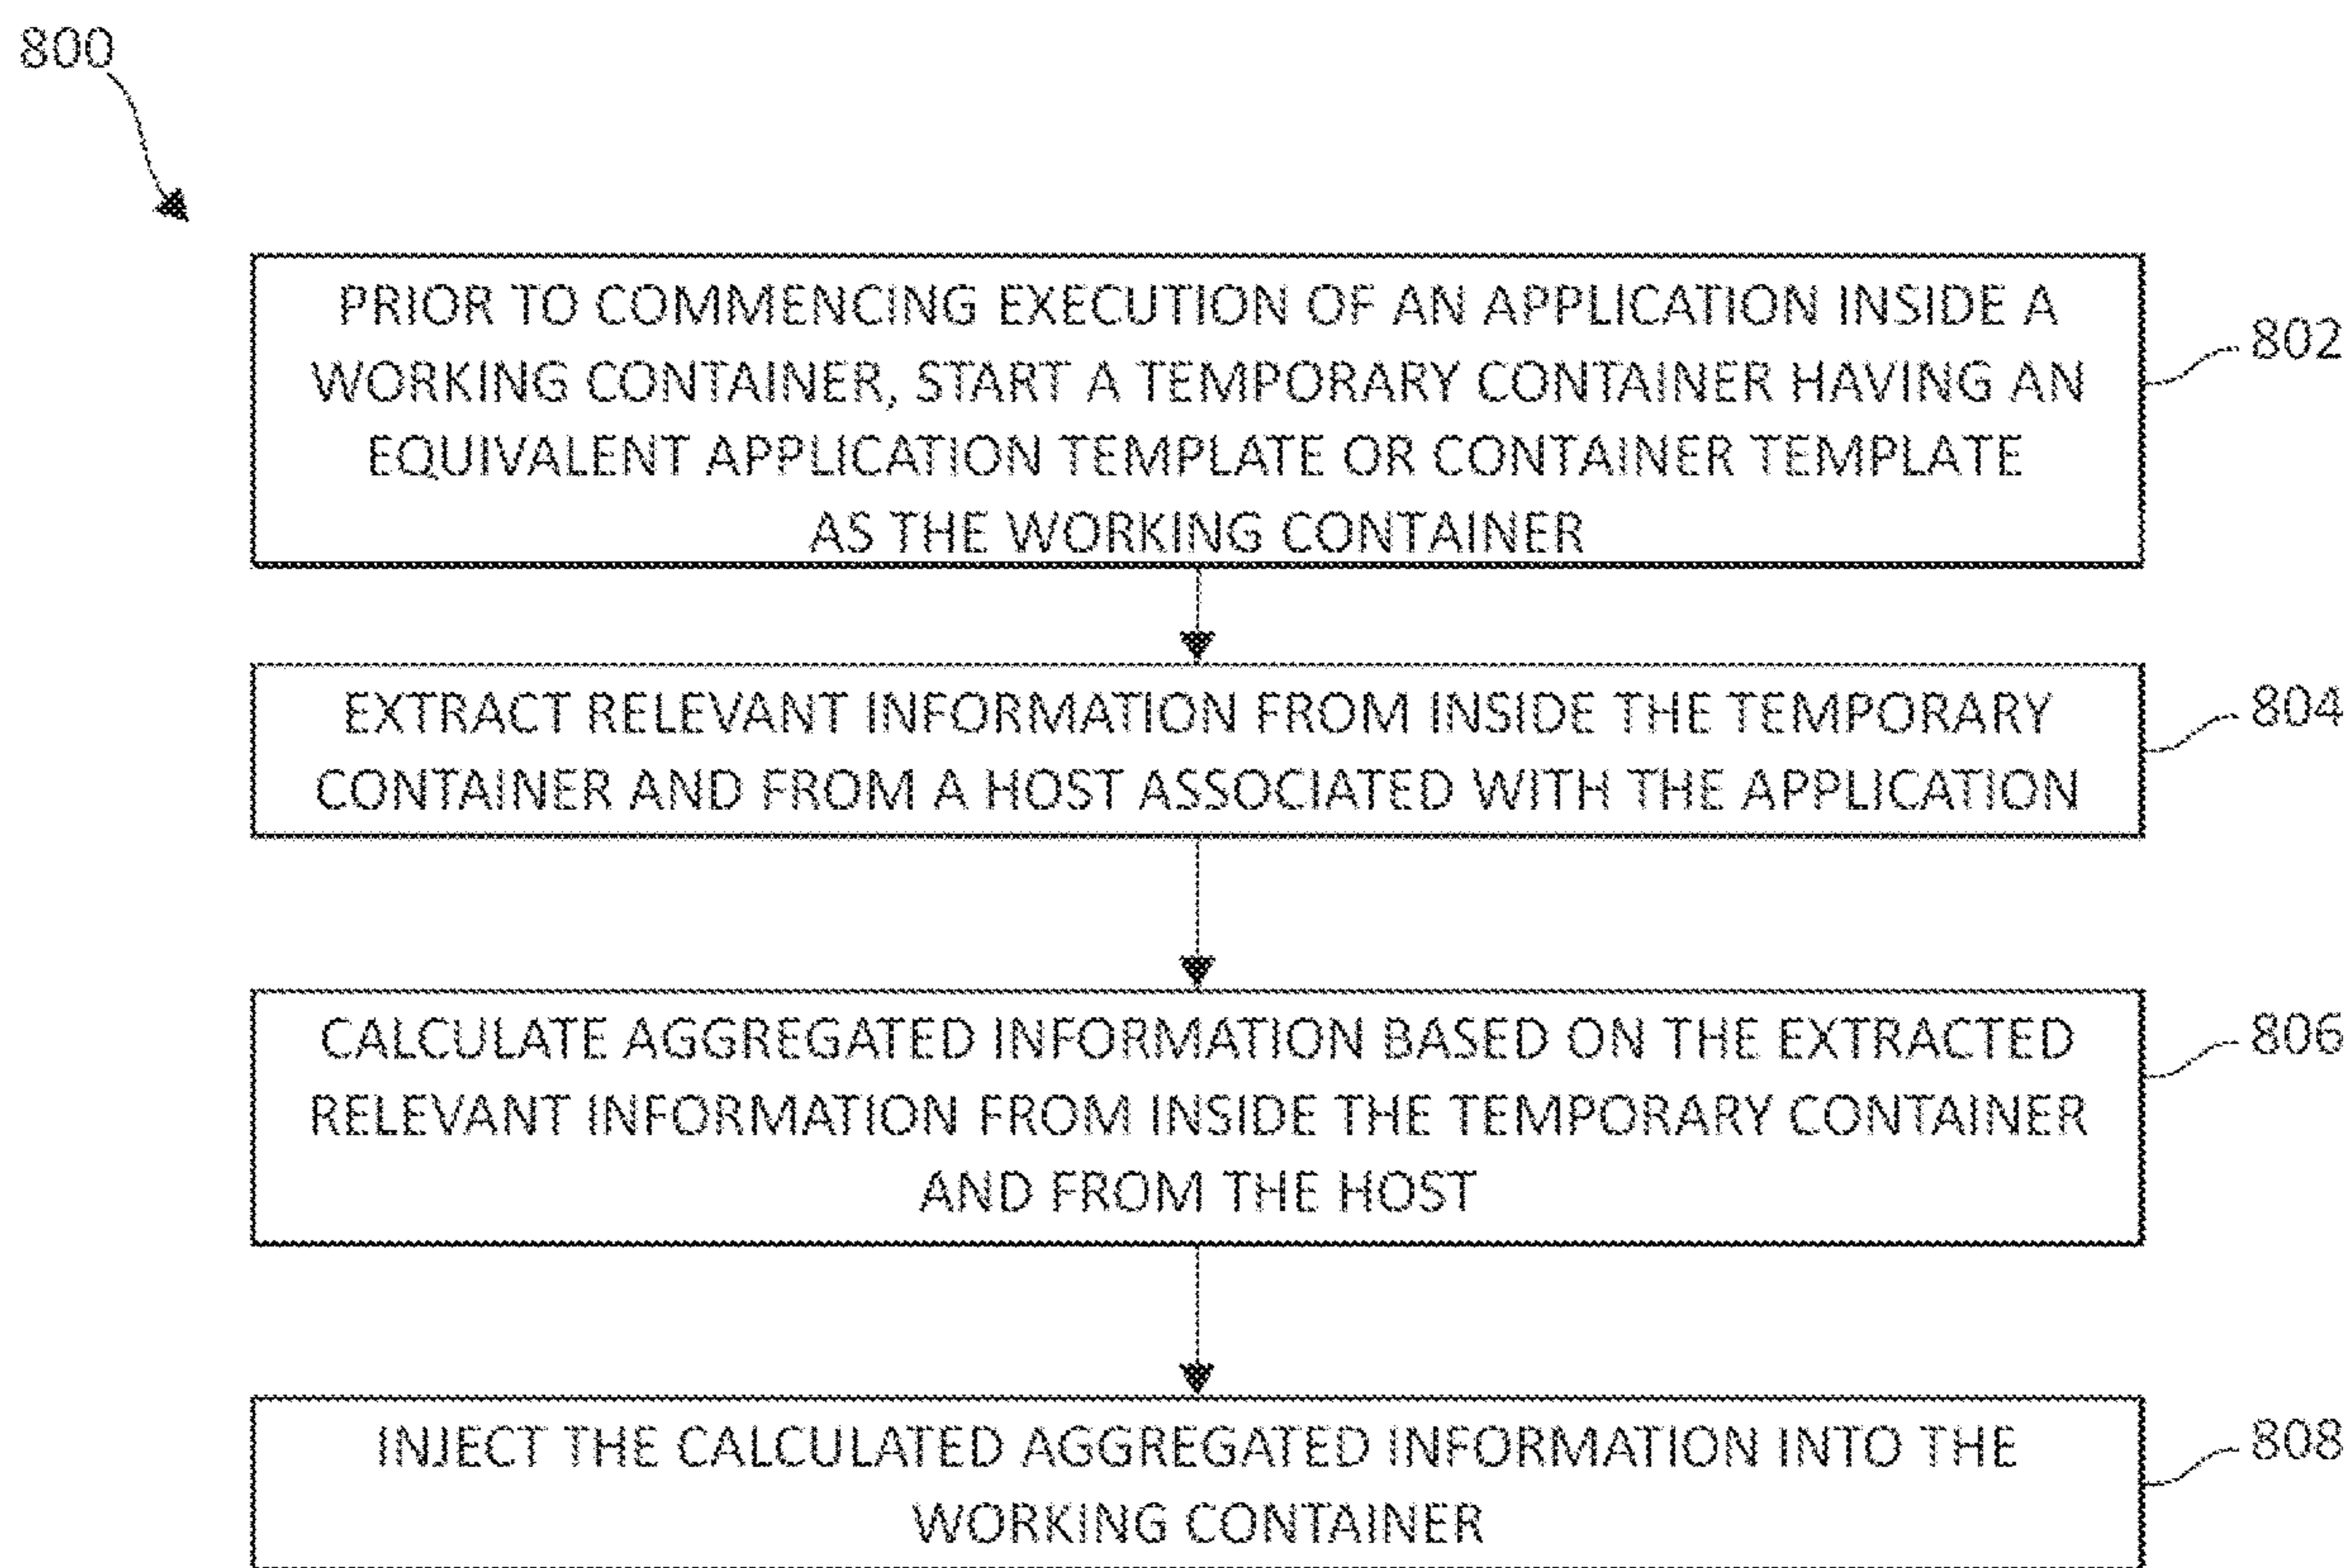 800
PRIOR TO COMMENCING EXECUTION OF AN APPLICATION INSIDE A
WORKING CONTAINER, START A TEMPORARY CONTAINER HAVING AN
EQUIVALENT APPLICATION TEMPLATE OR CONTAINER TEMPLATE
AS THE WORKING CONTAINER
802
EXTRACT RELEVANT INFORMATION FROM INSIDE THE TEMPORARY
CONTAINER AND FROM A HOST ASSOCIATED WITH THE APPLICATION
804
CALCULATE AGGREGATED INFORMATION BASED ON THE EXTRACTED
RELEVANT INFORMATION FROM INSIDE THE TEMPORARY CONTAINER
AND FROM THE HOST
806
INJECT THE CALCULATED AGGREGATED INFORMATION INTO THE
WORKING CONTAINER
808